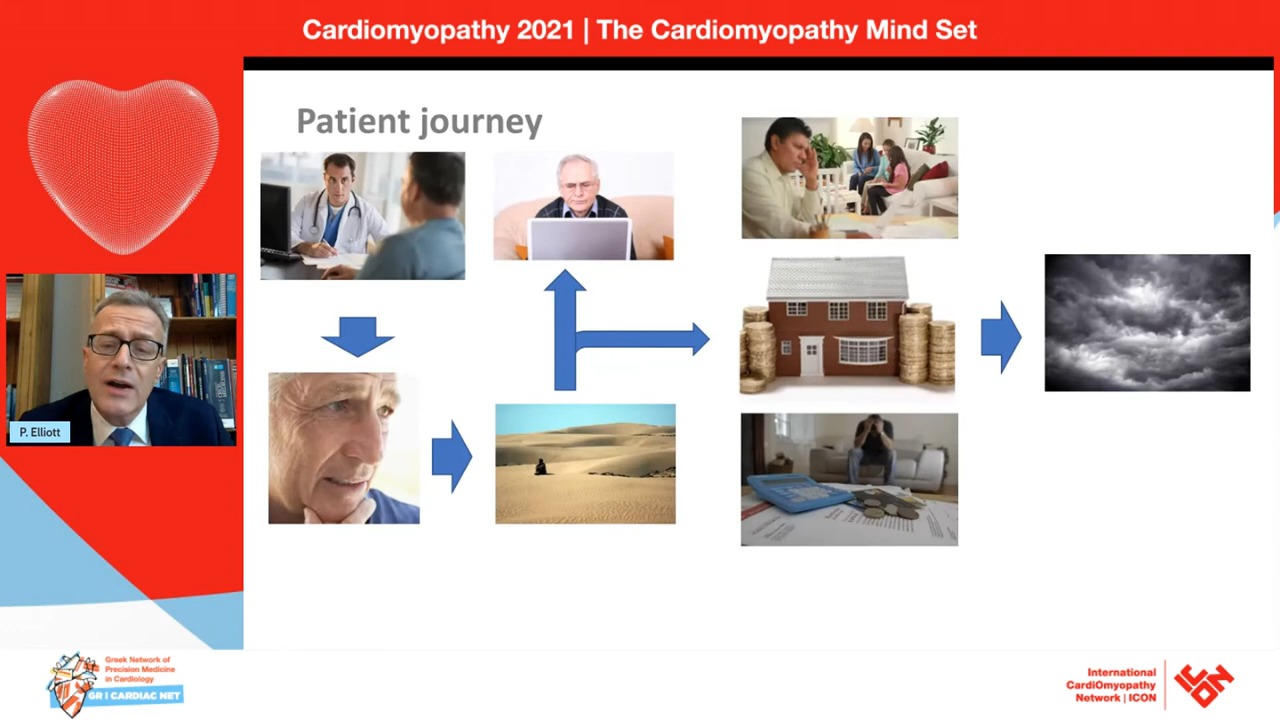 Cardiomyopathy 2021 | The Cardiomyopathy Mind Set
Patient journey
P. Elliott
Greek Network of
Precision Medicine
in Cardiology
GR | CARDIAC NET
International
CardiOmyopathy
Network | ICON
ICON